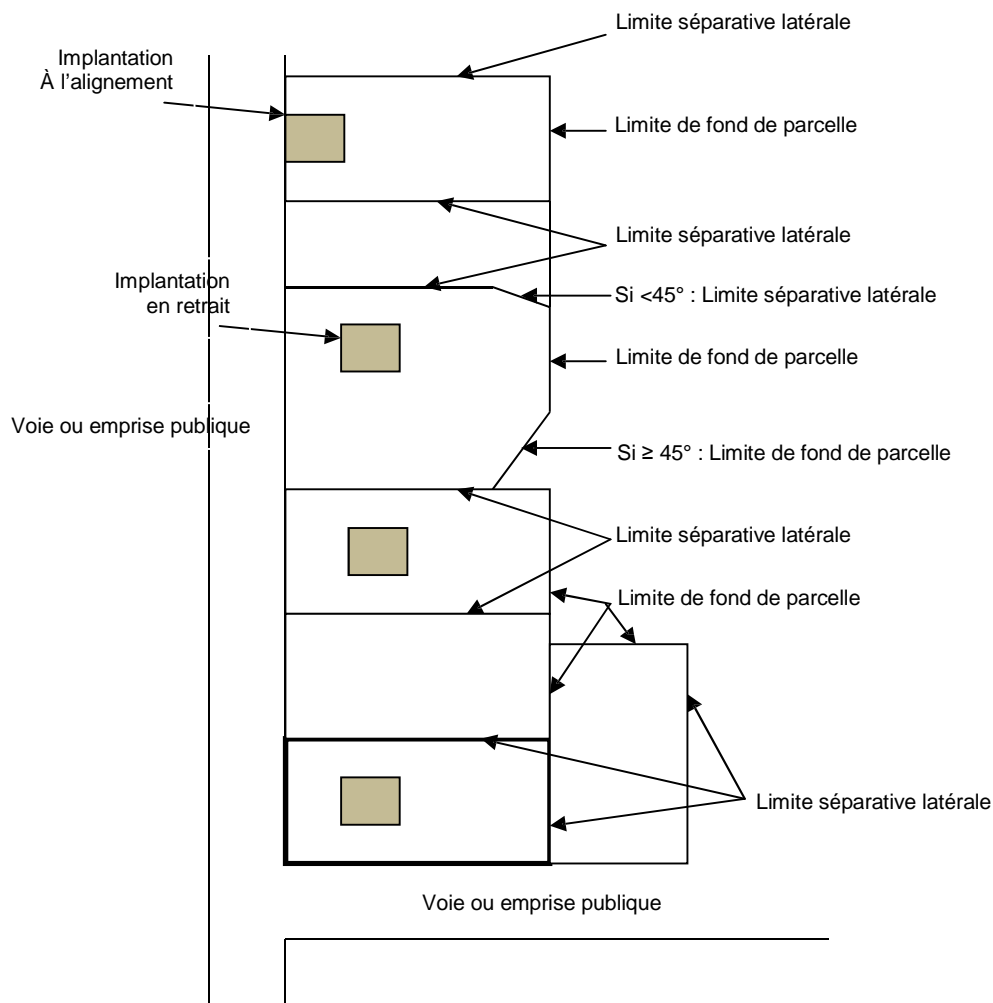 Limite séparative latérale
Implantation
À l'alignement
Limite de fond de parcelle
Limite séparative latérale
Implantation
en retrait
Si <45° : Limite séparative latérale
Limite de fond de parcelle
Voie ou emprise publique
Si ≥ 45° : Limite de fond de parcelle
Limite séparative latérale
Limite de fond de parcelle
Limite séparative latérale
Voie ou emprise publique